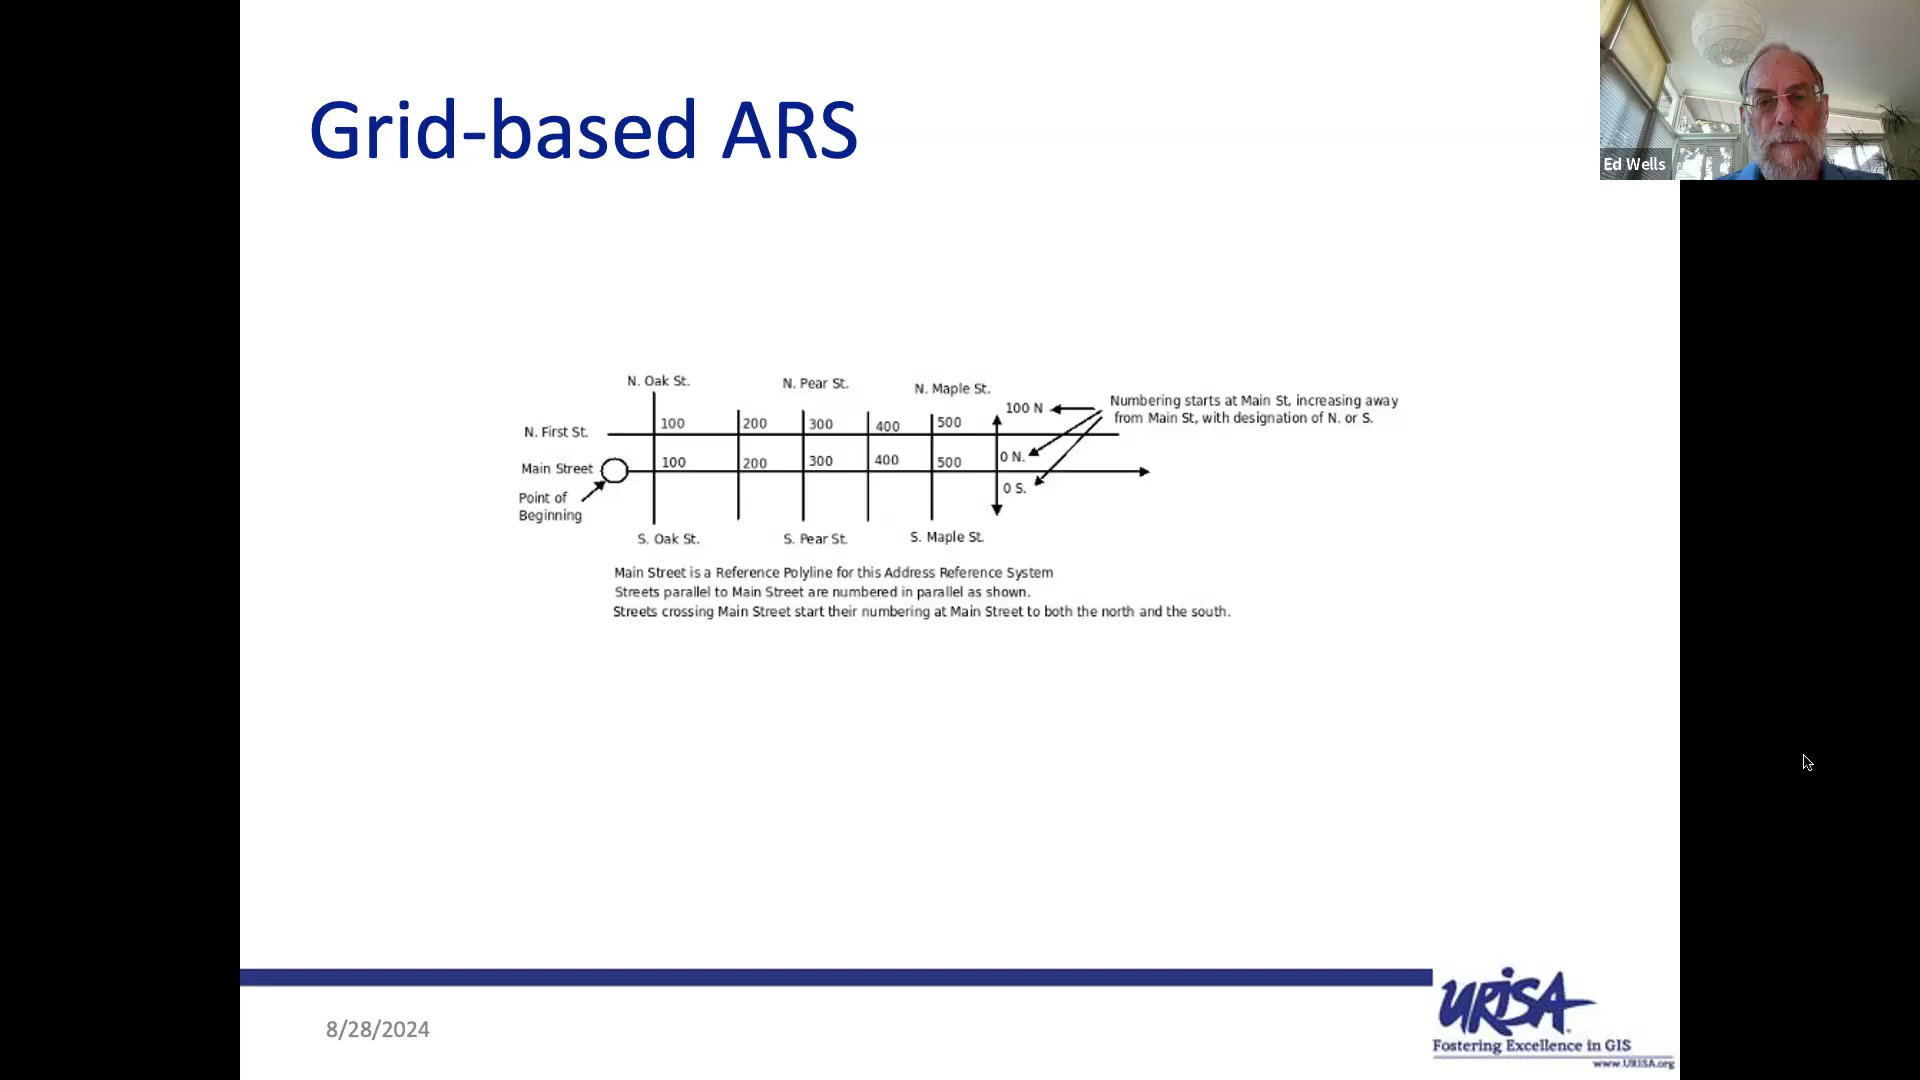 Grid-based ARS
Ed Wells
N. Oak St.
N. Pear St.
N. Maple St.
100 N
Numbering starts at Main St, increasing away
from Main St, with designation of N. or S.
N. First St.
100
200
300
400
500
0 N.
Main Street
100
200
300
400
500
0 S.
Point of
Beginning
S. Oak St.
S. Pear St.
S. Maple St.
Main Street is a Reference Polyline for this Address Reference System
Streets parallel to Main Street are numbered in parallel as shown.
Streets crossing Main Street start their numbering at Main Street to both the north and the south.
8/28/2024
URISA
Fostering Excellence in GIS
www.URISA.org